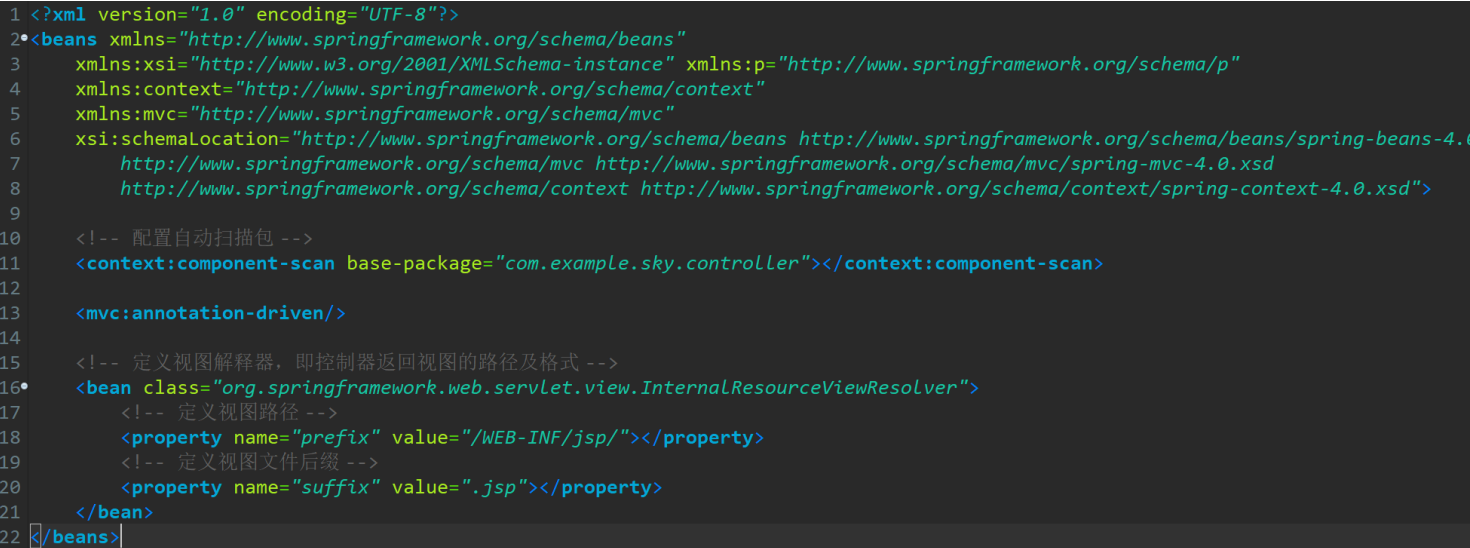 1 <?xml version="1.0" encoding="UTF-8"?>
2 <beans xmlns="http://www.springframework.org/schema/beans"
3     xmlns:xsi="http://www.w3.org/2001/XMLSchema-instance" xmlns:p="http://www.springframework.org/schema/p"
4     xmlns:context="http://www.springframework.org/schema/context"
5     xmlns:mvc="http://www.springframework.org/schema/mvc"
6     xsi:schemaLocation="http://www.springframework.org/schema/beans http://www.springframework.org/schema/beans/spring-beans-4.0
7         http://www.springframework.org/schema/mvc http://www.springframework.org/schema/mvc/spring-mvc-4.0.xsd
8         http://www.springframework.org/schema/context http://www.springframework.org/schema/context/spring-context-4.0.xsd">
9
10     <!-- 配置自动扫描包 -->
11     <context:component-scan base-package="com.example.sky.controller"></context:component-scan>
12
13     <mvc:annotation-driven/>
14
15     <!-- 定义视图解释器，即控制器返回视图的路径及格式 -->
16     <bean class="org.springframework.web.servlet.view.InternalResourceViewResolver">
17         <!-- 定义视图路径 -->
18         <property name="prefix" value="/WEB-INF/jsp/"></property>
19         <!-- 定义视图文件后缀 -->
20         <property name="suffix" value=".jsp"></property>
21     </bean>
22 </beans>